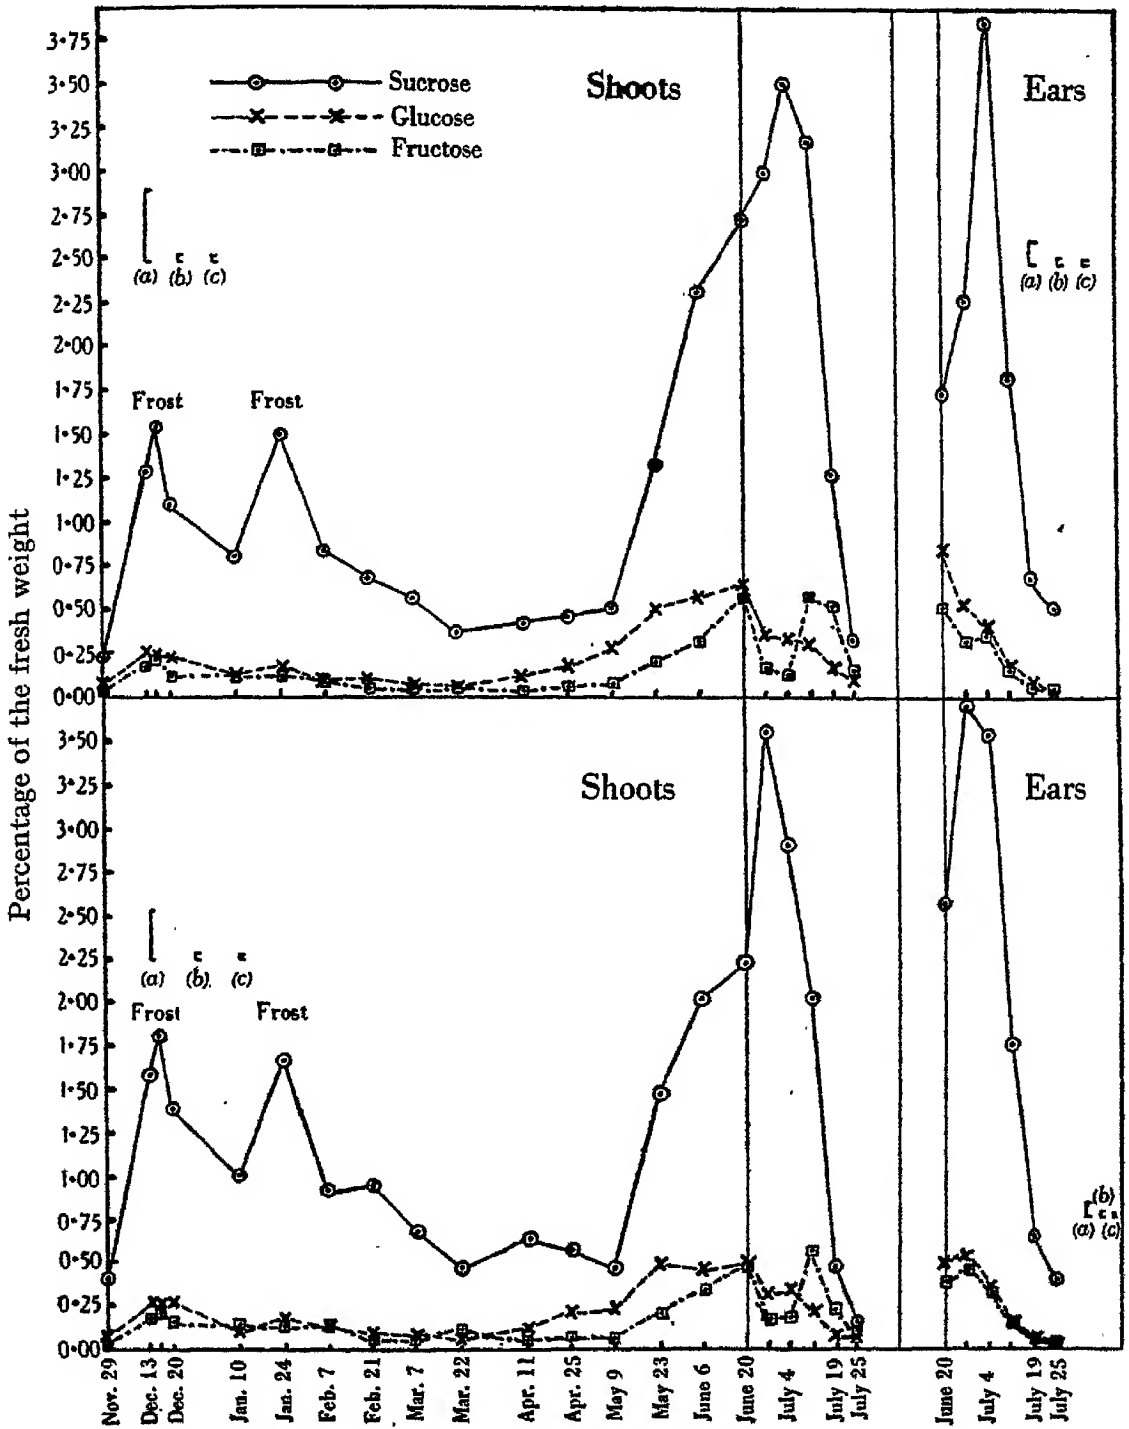 Percentage of the fresh weight
3·75
3·50
3·25
3·00
2·75
2·50
2·25
2·00
1·75
1·50
1·25
1·00
0·75
0·50
0·25
0·00
Sucrose
Glucose
Fructose
Shoots
Ears
(a) (b) (c)
(a) (b) (c)
Frost
Frost
3·50
3·25
3·00
2·75
2·50
2·25
2·00
1·75
1·50
1·25
1·00
0·75
0·50
0·25
0·00
Shoots
Ears
(a) (b) (c)
Frost
Frost
(b)
(a) (c)
Nov. 29
Dec. 13
Dec. 20
Jan. 10
Jan. 24
Feb. 7
Feb. 21
Mar. 7
Mar. 22
Apr. 11
Apr. 25
May 9
May 23
June 6
June 20
July 4
July 19
July 25
June 20
July 4
July 19
July 25